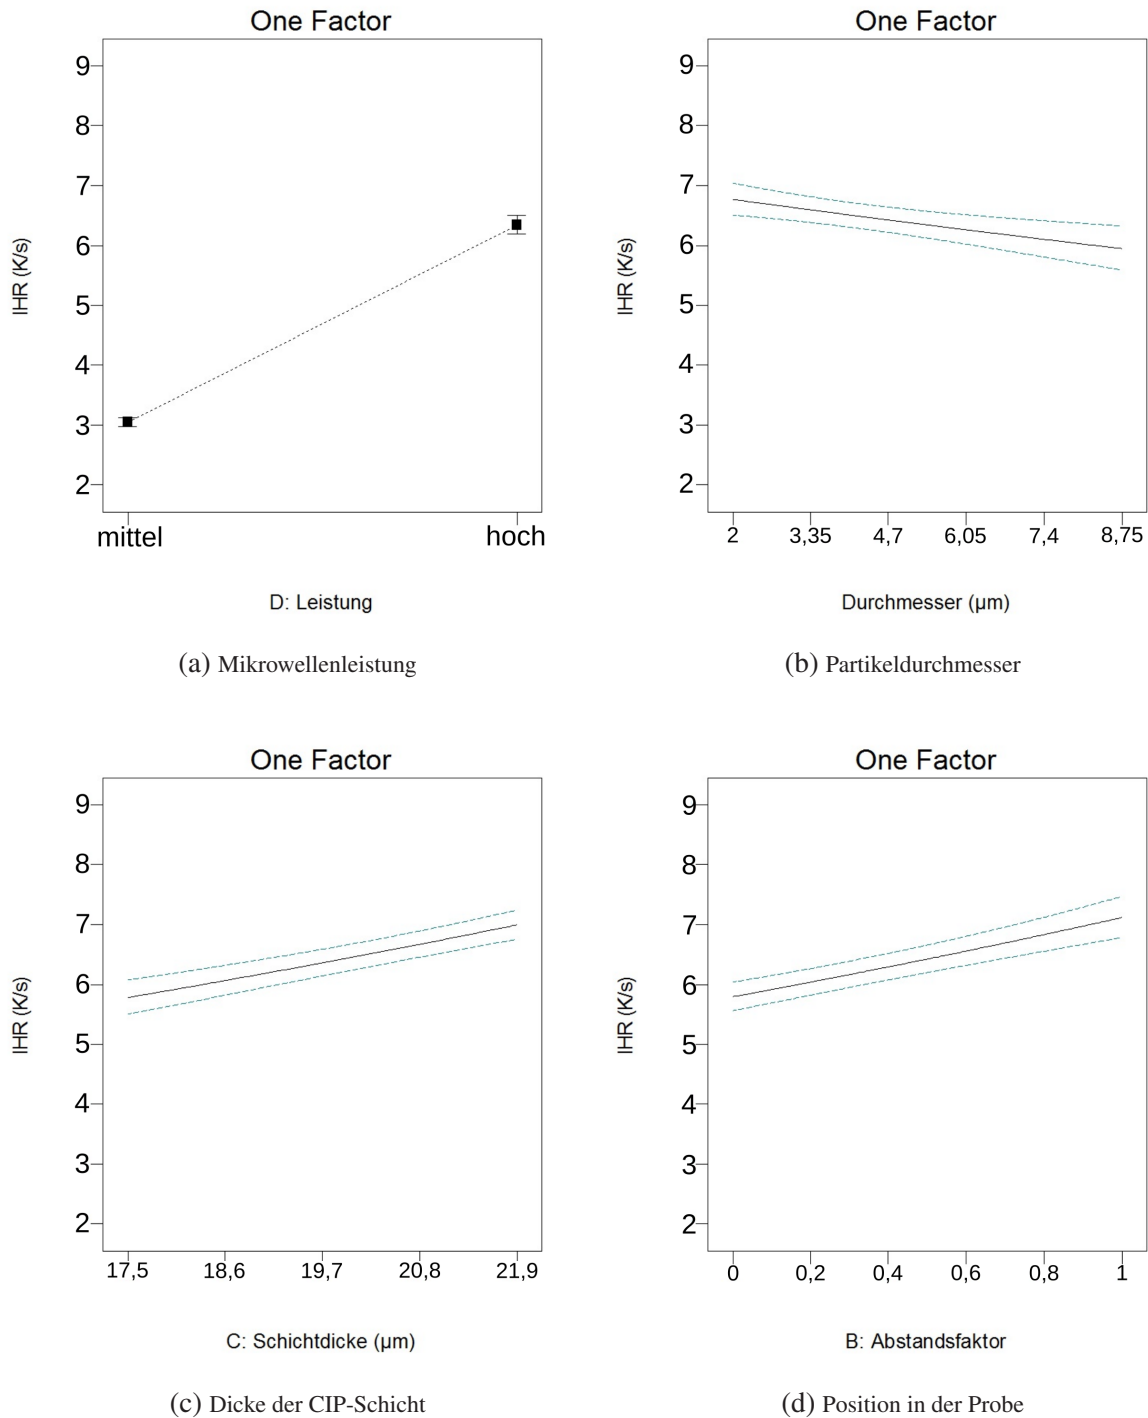 One Factor
9
8
7
6
5
4
3
2
IHR (K/s)
mittel hoch
D: Leistung
(a) Mikrowellenleistung
One Factor
9
8
7
6
5
4
3
2
IHR (K/s)
2 3,35 4,7 6,05 7,4 8,75
Durchmesser (µm)
(b) Partikeldurchmesser
One Factor
9
8
7
6
5
4
3
2
IHR (K/s)
17,5 18,6 19,7 20,8 21,9
C: Schichtdicke (µm)
(c) Dicke der CIP-Schicht
One Factor
9
8
7
6
5
4
3
2
IHR (K/s)
0 0,2 0,4 0,6 0,8 1
B: Abstandsfaktor
(d) Position in der Probe